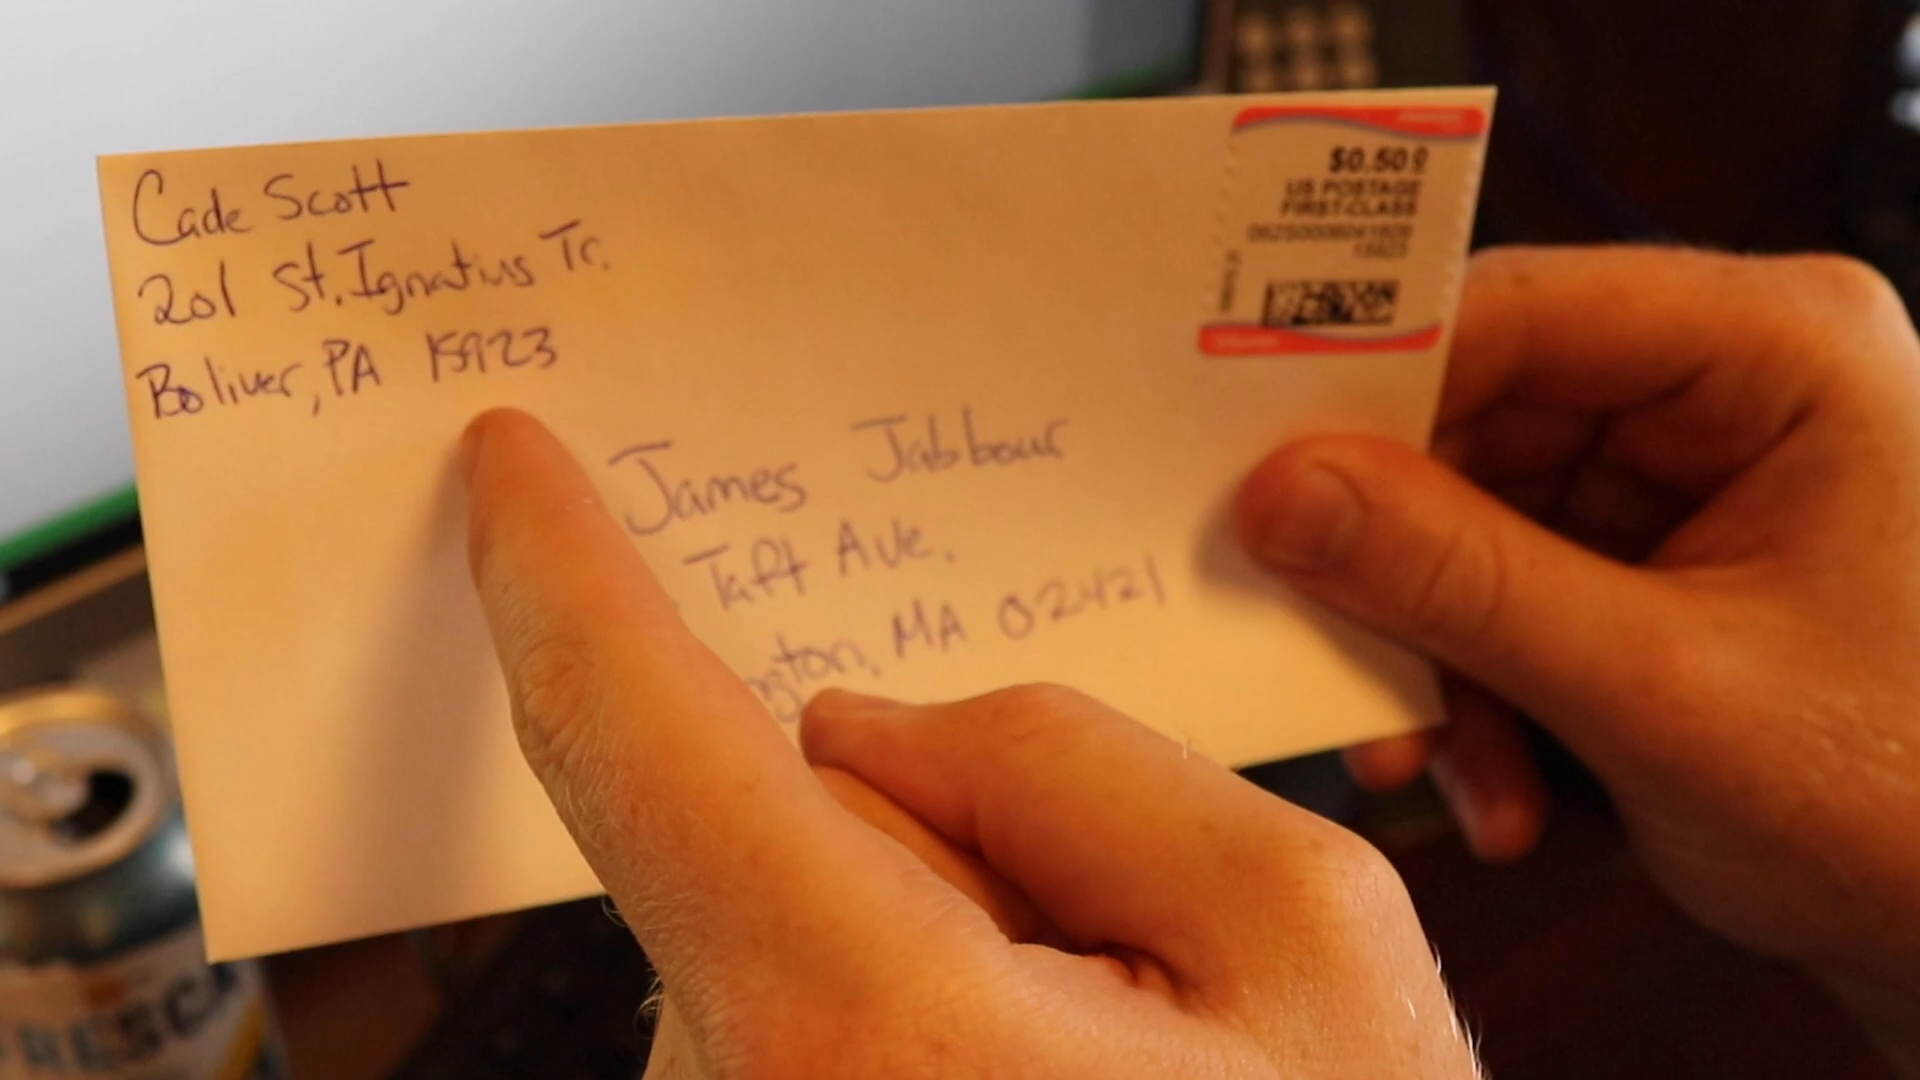 Cade Scott
201 St. Ignatius Tr.
Boliver, PA 15923
$0.50
US POSTAGE
FIRST-CLASS
15923
James Jabbour
Taft Ave.
MA 02421